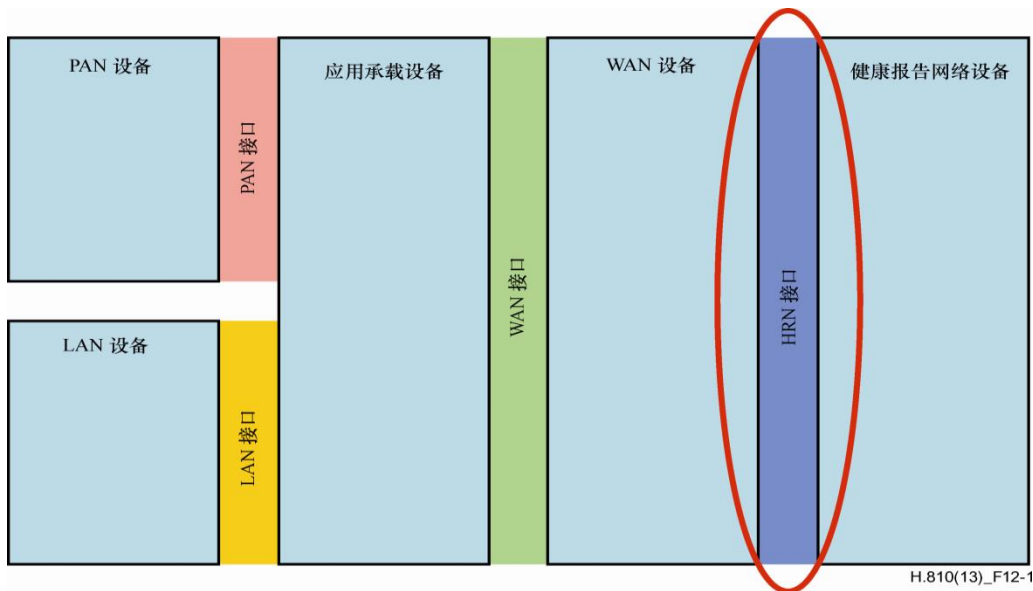 PAN 设备
PAN 接口
应用承载设备
WAN 接口
WAN 设备
HRN 接口
健康报告网络设备
LAN 设备
LAN 接口
H.810(13)_F12-1